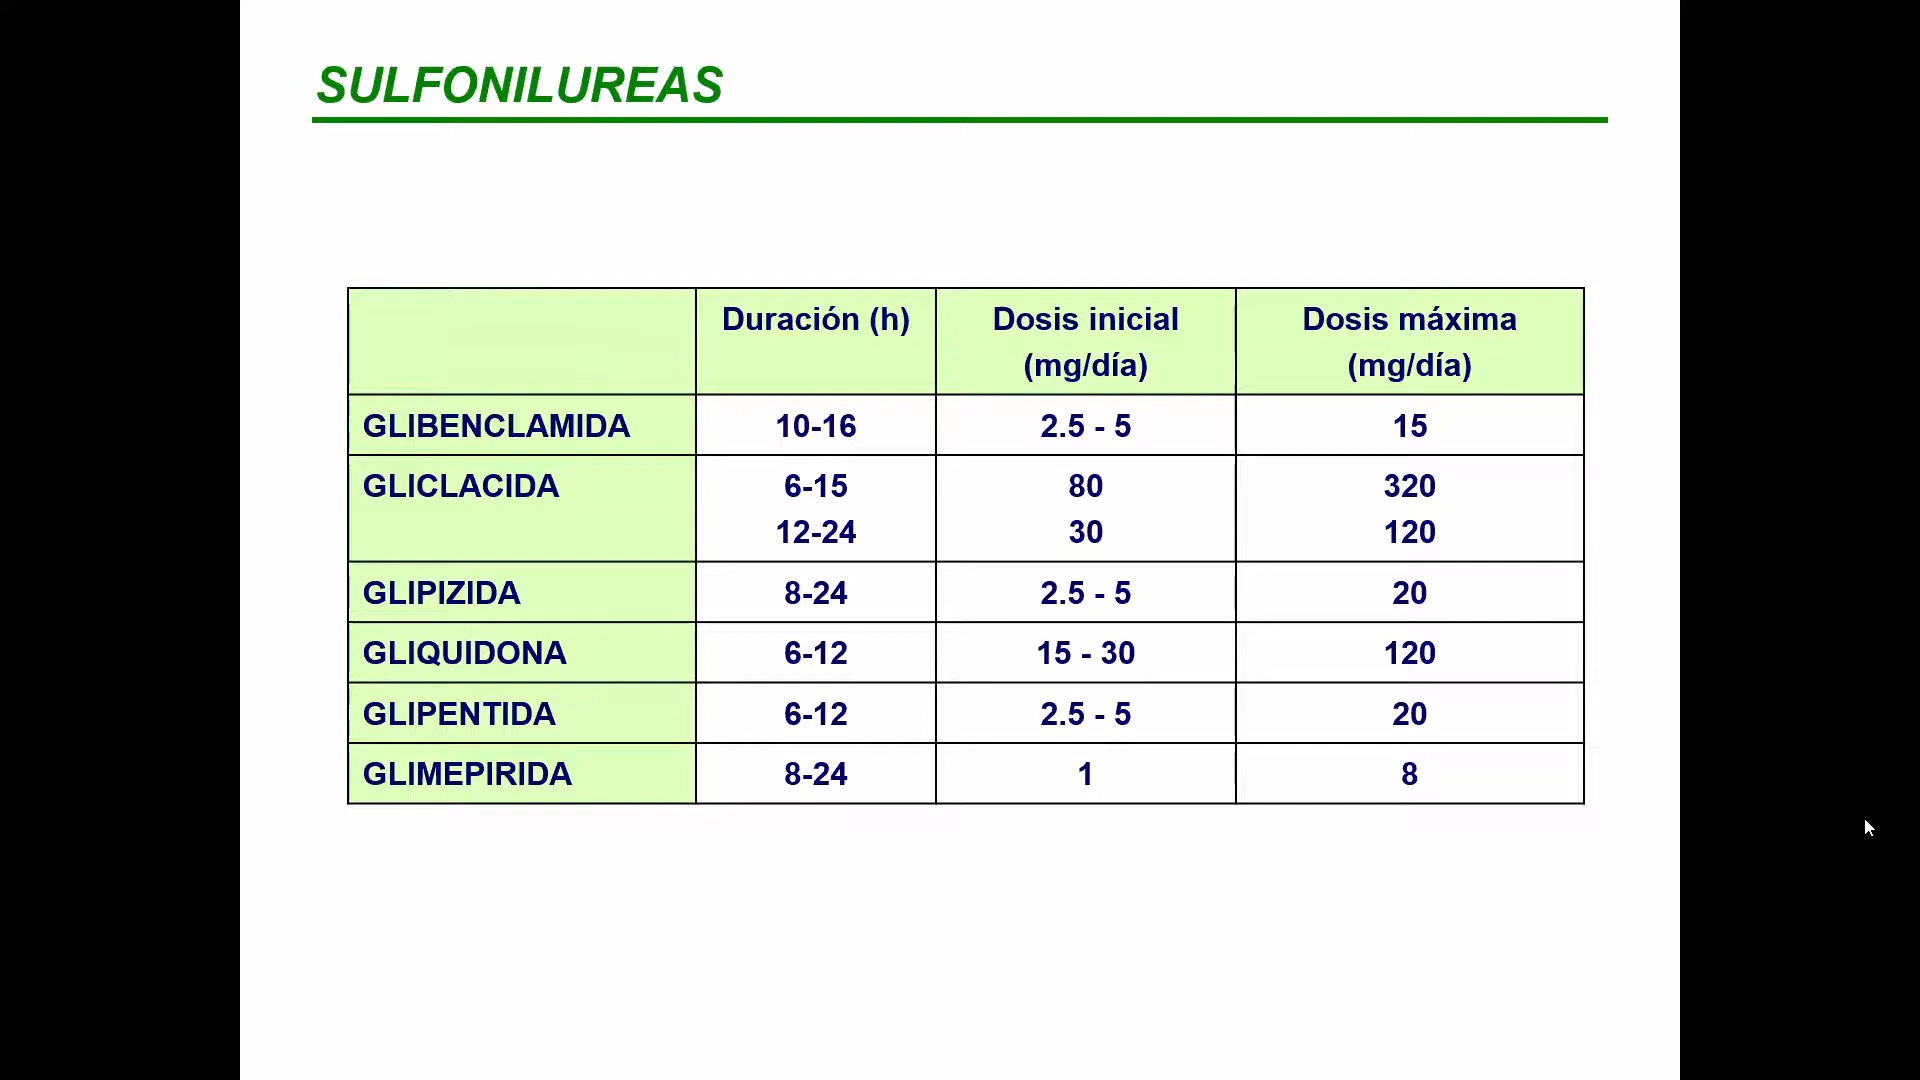 SULFONILUREAS
Duración (h) Dosis inicial Dosis máxima
(mg/día) (mg/día)
GLIBENCLAMIDA 10-16 2.5 - 5 15
GLICLACIDA 6-15 80 320
12-24 30 120
GLIPIZIDA 8-24 2.5 - 5 20
GLIQUIDONA 6-12 15 - 30 120
GLIPENTIDA 6-12 2.5 - 5 20
GLIMEPIRIDA 8-24 1 8